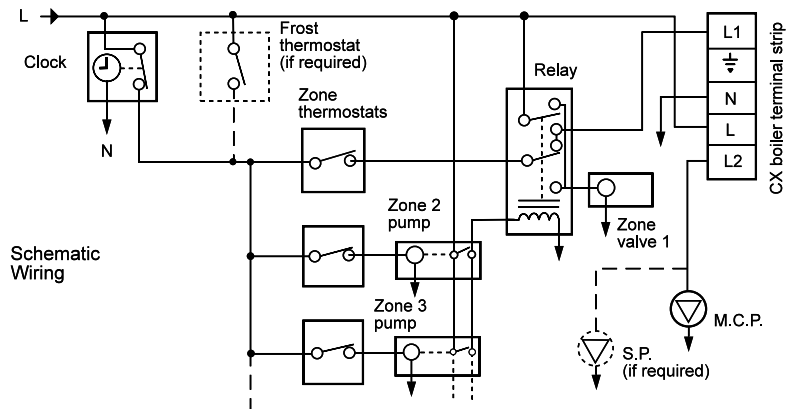 L
Clock
N
Frost
thermostat
(if required)
Zone
thermostats
Relay
L1
N
L
L2
CX boiler terminal strip
Zone 2
pump
Zone
valve 1
Schematic
Wiring
Zone 3
pump
M.C.P.
S.P.
(if required)